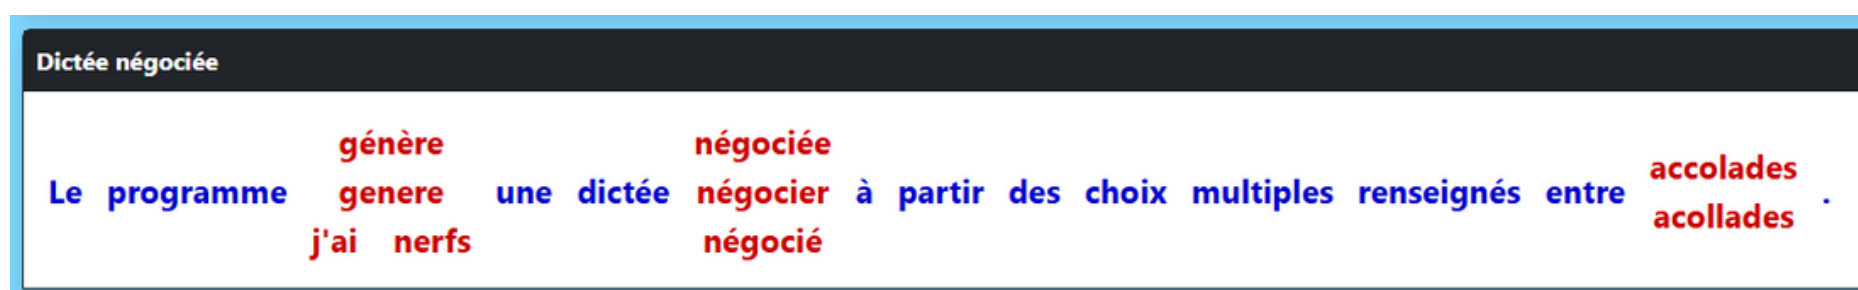 Dictée négociée
génère négociée
accolades
Le programme genere une dictée négocier à partir des choix multiples renseignés entre .
acollades
j'ai nerfs négocié